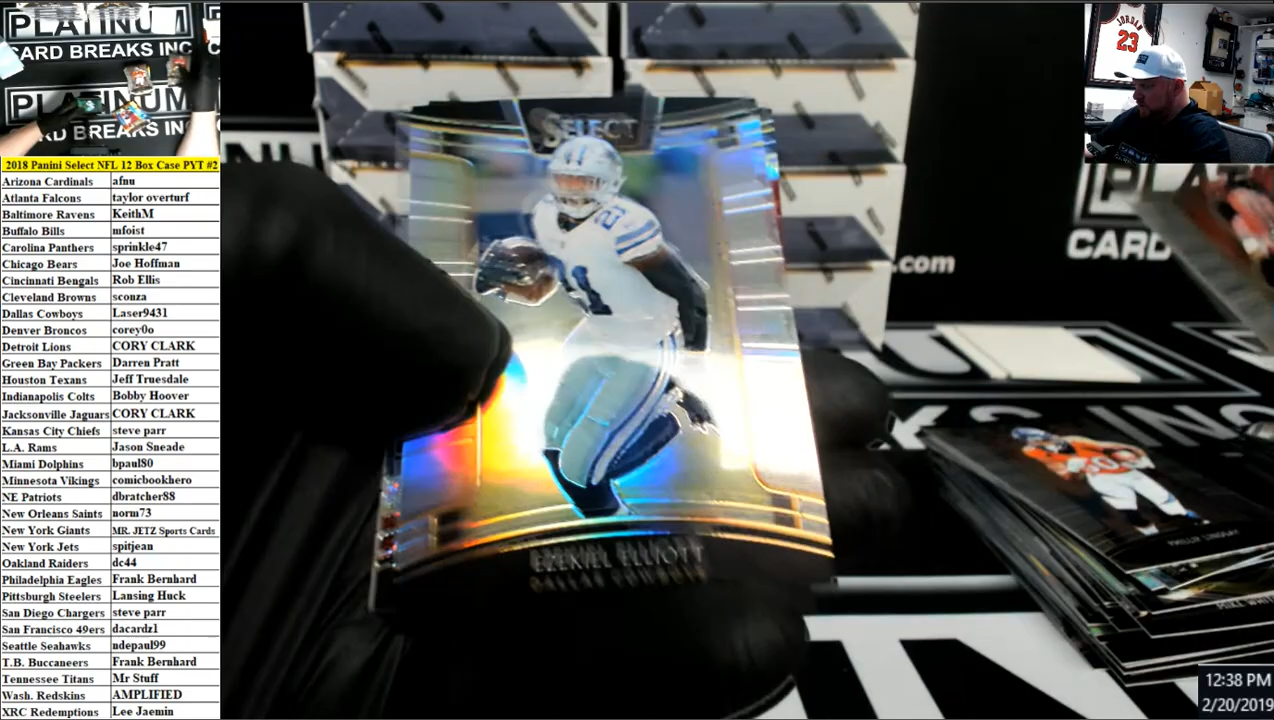 PLATINUM
CARD BREAKS INC
PLATINUM
CARD BREAKS IN
2018 Panini Select NFL 12 Box Case PYT #2
Arizona Cardinals afnu
Atlanta Falcons taylor overturf
Baltimore Ravens KeithM
Buffalo Bills mfoist
Carolina Panthers sprinkle47
Chicago Bears Joe Hoffman
Cincinnati Bengals Rob Ellis
Cleveland Browns sconza
Dallas Cowboys Laser9431
Denver Broncos corey0o
Detroit Lions CORY CLARK
Green Bay Packers Darren Pratt
Houston Texans Jeff Truesdale
Indianapolis Colts Bobby Hoover
Jacksonville Jaguars CORY CLARK
Kansas City Chiefs steve parr
L.A. Rams Jason Sneade
Miami Dolphins bpaul80
Minnesota Vikings comicbookhero
NE Patriots dbratcher88
New Orleans Saints norm73
New York Giants MR. JETZ Sports Cards
New York Jets spitjean
Oakland Raiders dc44
Philadelphia Eagles Frank Bernhard
Pittsburgh Steelers Lansing Huck
San Diego Chargers steve parr
San Francisco 49ers dacardz1
Seattle Seahawks ndepaul99
T.B. Buccaneers Frank Bernhard
Tennessee Titans Mr Stuff
Wash. Redskins AMPLIFIED
XRC Redemptions Lee Jaemin
SELECT
21
21
EZEKIEL ELLIOTT
DALLAS COWBOYS
JORDAN
23
PL
CARD
.com
KS INC
PHILLIP LINDSAY
12:38 PM
2/20/2019